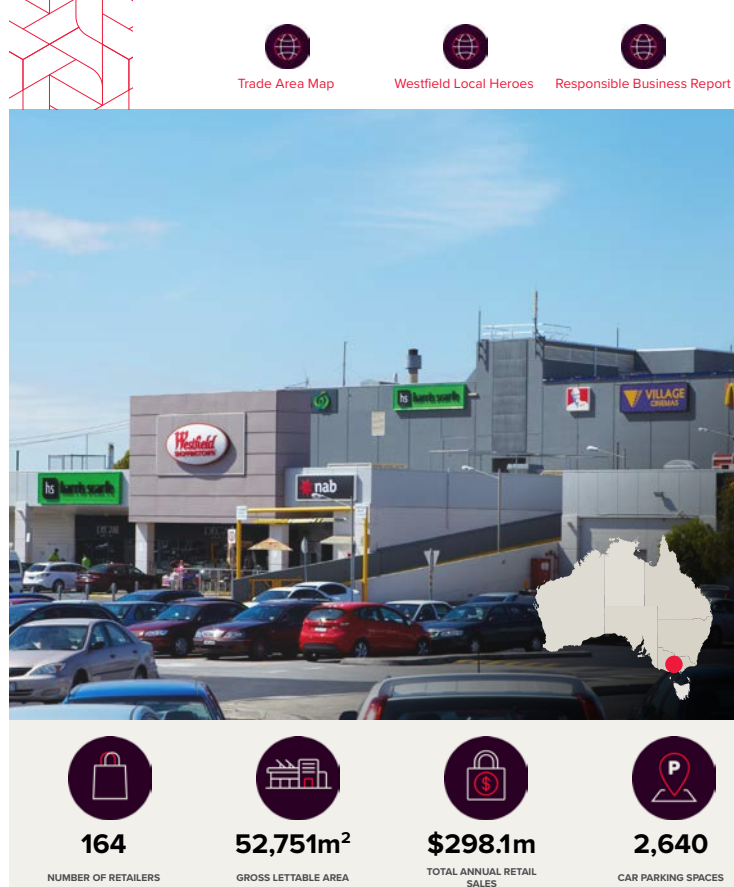 Trade Area Map
Westfield Local Heroes
Responsible Business Report
hs harris scarfe
VILLAGE
CINEMAS
Westfield
SHOPPINGTOWN
hs harris scarfe
nab
P
$
164
52,751m²
$298.1m
2,640
NUMBER OF RETAILERS
GROSS LETTABLE AREA
TOTAL ANNUAL RETAIL
SALES
CAR PARKING SPACES